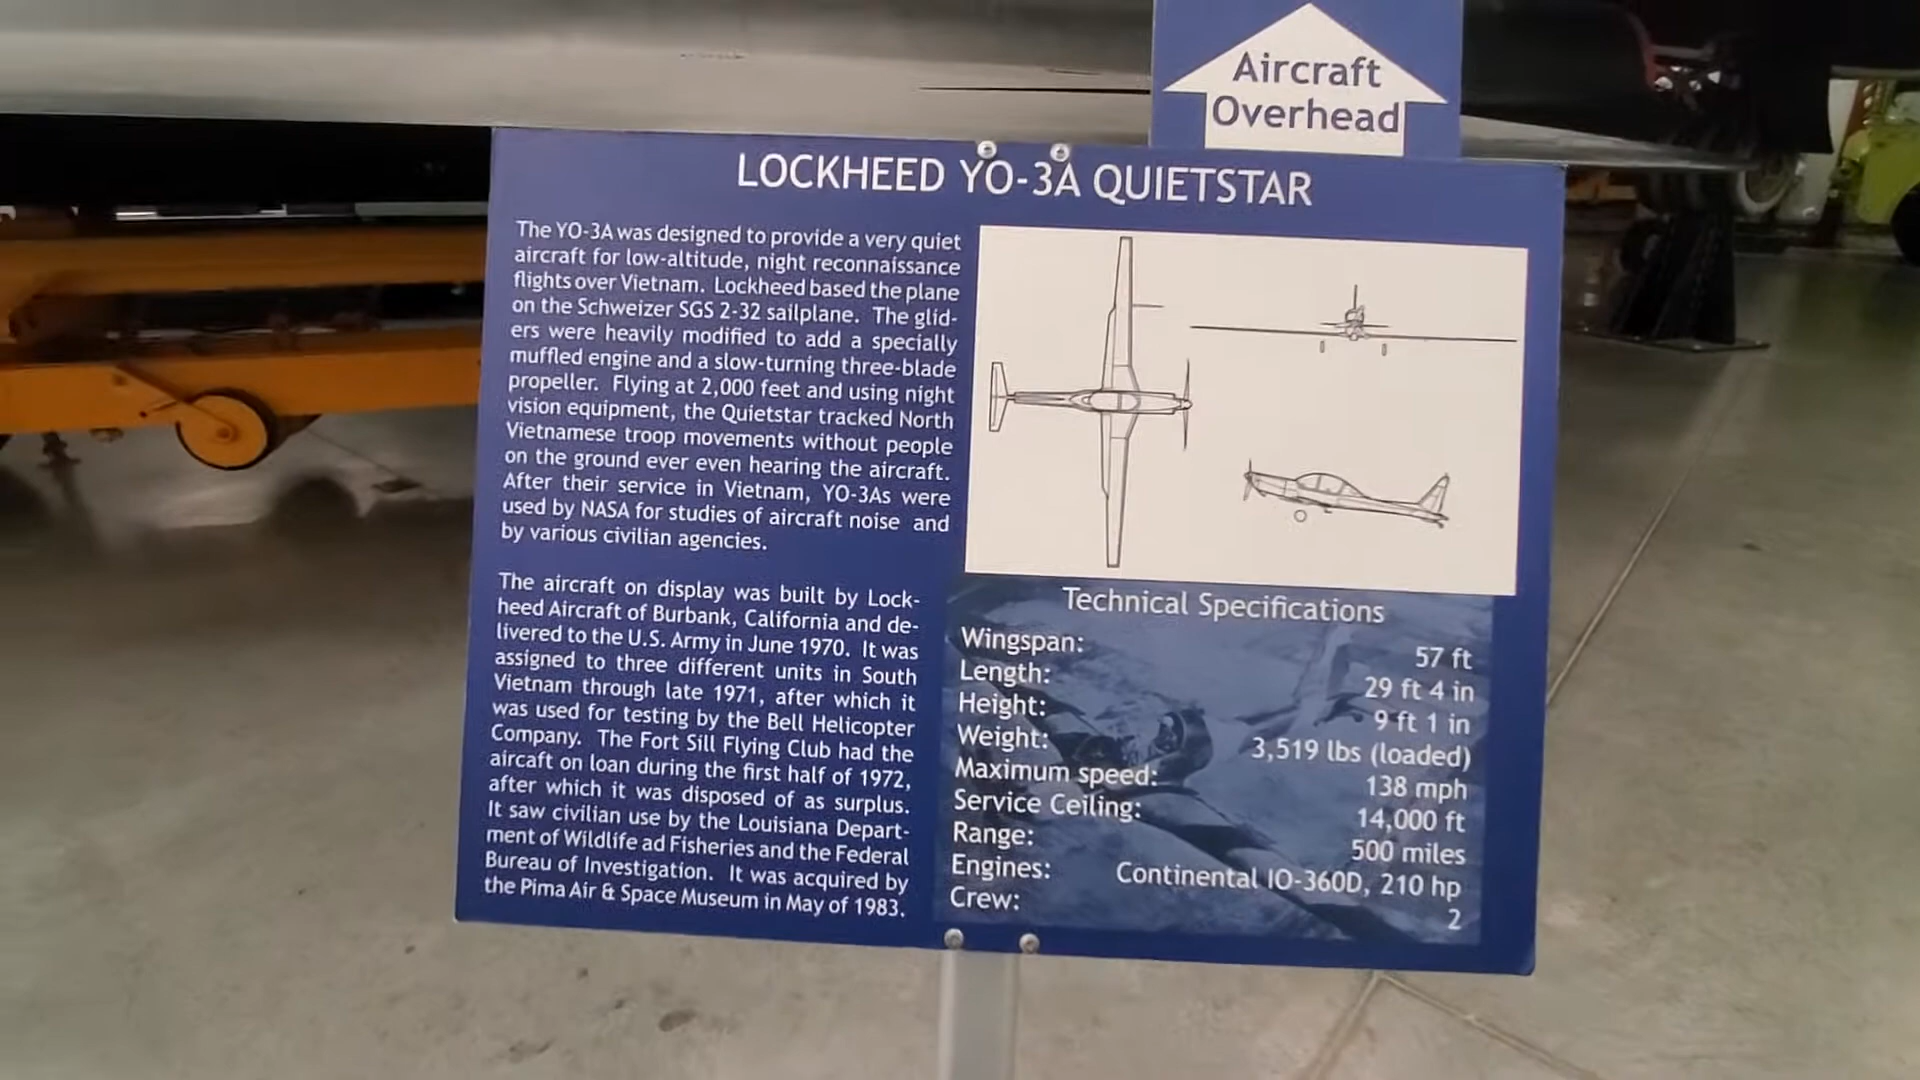 Aircraft
Overhead
LOCKHEED YO-3A QUIETSTAR
The YO-3A was designed to provide a very quiet
aircraft for low-altitude, night reconnaissance
flights over Vietnam. Lockheed based the plane
on the Schweizer SGS 2-32 sailplane. The glid-
ers were heavily modified to add a specially
muffled engine and a slow-turning three-blade
propeller. Flying at 2,000 feet and using night
vision equipment, the Quietstar tracked North
Vietnamese troop movements without people
on the ground ever even hearing the aircraft.
After their service in Vietnam, YO-3As were
used by NASA for studies of aircraft noise and
by various civilian agencies.
The aircraft on display was built by Lock-
heed Aircraft of Burbank, California and de-
livered to the U.S. Army in June 1970. It was
assigned to three different units in South
Vietnam through late 1971, after which it
was used for testing by the Bell Helicopter
Company. The Fort Sill Flying Club had the
aircaft on loan during the first half of 1972,
after which it was disposed of as surplus.
It saw civilian use by the Louisiana Depart-
ment of Wildlife ad Fisheries and the Federal
Bureau of Investigation. It was acquired by
the Pima Air & Space Museum in May of 1983.
Technical Specifications
Wingspan: 57 ft
Length: 29 ft 4 in
Height: 9 ft 1 in
Weight: 3,519 lbs (loaded)
Maximum speed: 138 mph
Service Ceiling: 14,000 ft
Range: 500 miles
Engines: Continental IO-360D, 210 hp
Crew: 2